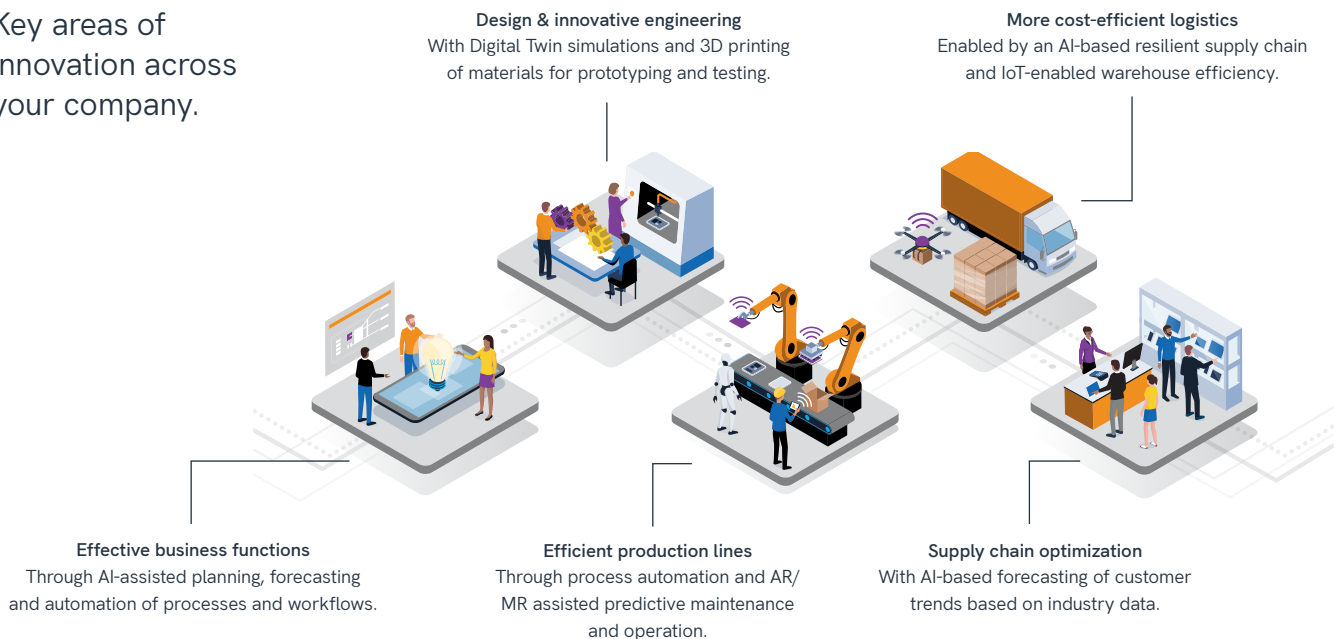 Key areas of
innovation across
your company.
Design & innovative engineering
With Digital Twin simulations and 3D printing
of materials for prototyping and testing.
More cost-efficient logistics
Enabled by an AI-based resilient supply chain
and IoT-enabled warehouse efficiency.
Effective business functions
Through AI-assisted planning, forecasting
and automation of processes and workflows.
Efficient production lines
Through process automation and AR/
MR assisted predictive maintenance
and operation.
Supply chain optimization
With AI-based forecasting of customer
trends based on industry data.